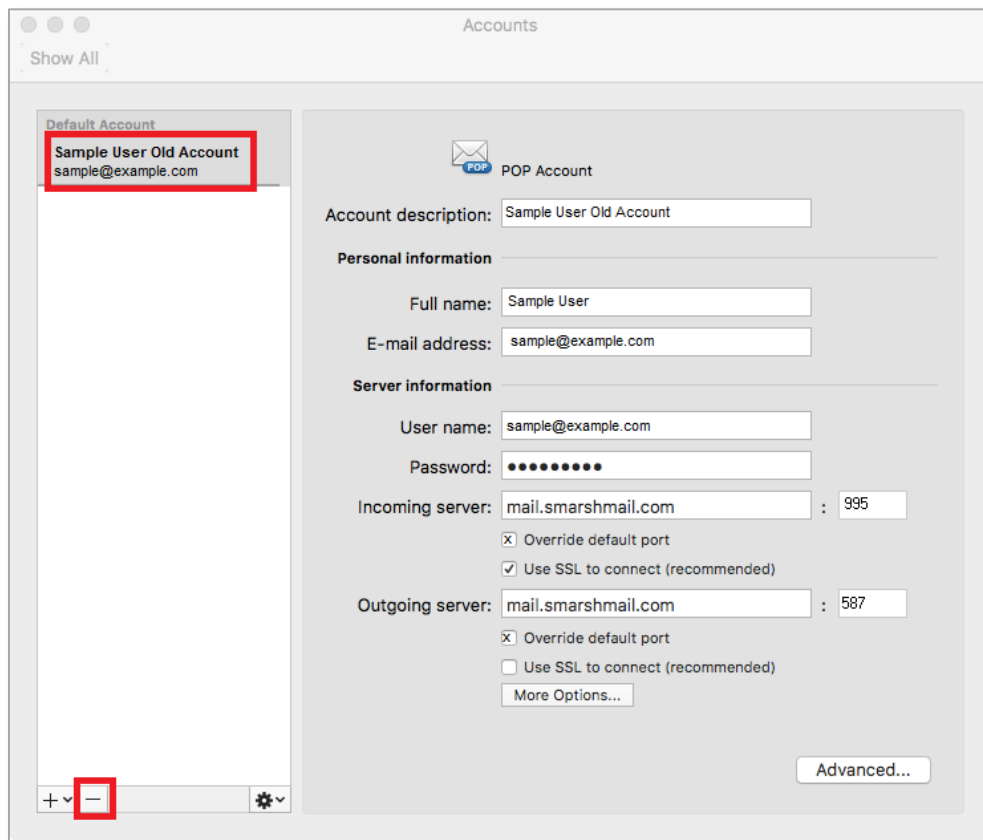 Accounts
Show All
Default Account
Sample User Old Account
sample@example.com
POP
POP Account
Account description: Sample User Old Account
Personal information
Full name: Sample User
E-mail address: sample@example.com
Server information
User name: sample@example.com
Password: •••••••••
Incoming server: mail.smarshmail.com : 995
Override default port
Use SSL to connect (recommended)
Outgoing server: mail.smarshmail.com : 587
Override default port
Use SSL to connect (recommended)
More Options...
Advanced...